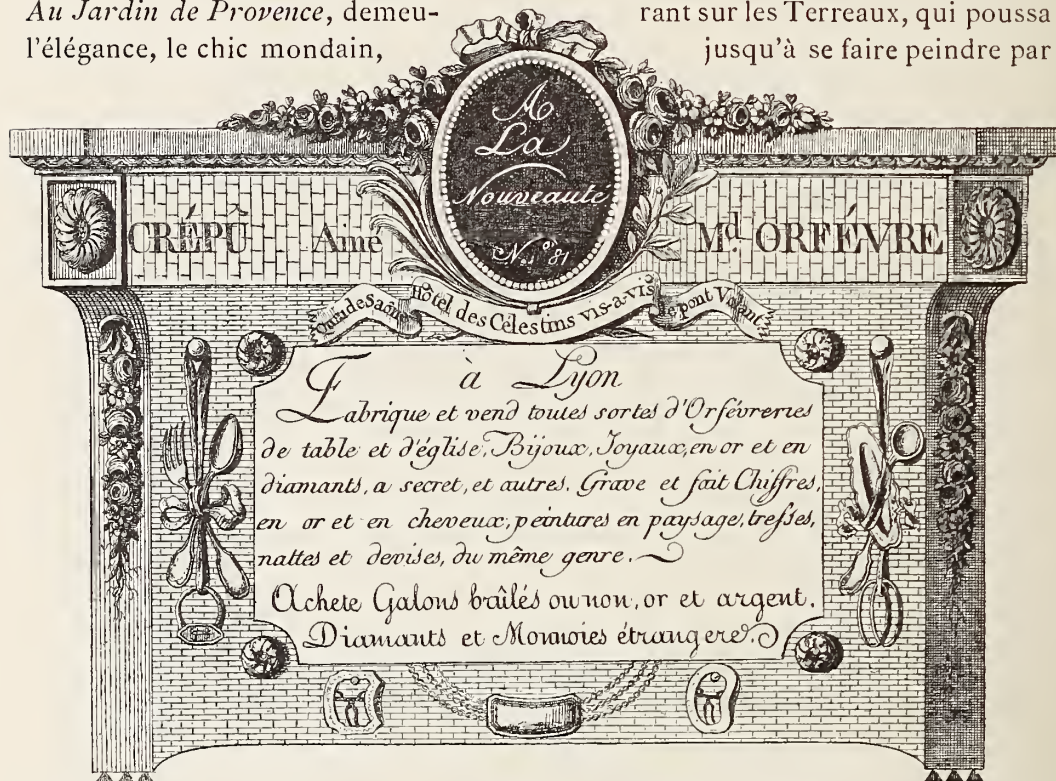 Au Jardin de Provence, demeu-
l'élégance, le chic mondain,
rant sur les Terreaux, qui poussa
jusqu'à se faire peindre par
A
La
Nouveauté
N.º 81
CRÉPÛ Ainé
Md. ORFÉVRE
Quai de Saône Hôtel des Célestins vis-à-vis le pont Volant
à Lyon
Fabrique et vend toutes sortes d'Orfévreries
de table et d'église, Bijoux, Joyaux, en or et en
diamants, a secret, et autres. Grave et fait Chiffres,
en or et en cheveux, peintures en paysage, tresses,
nattes et devises, du même genre.
Achete Galons brûlés ou non, or et argent.
Diamants et Monnoies étrangeres.